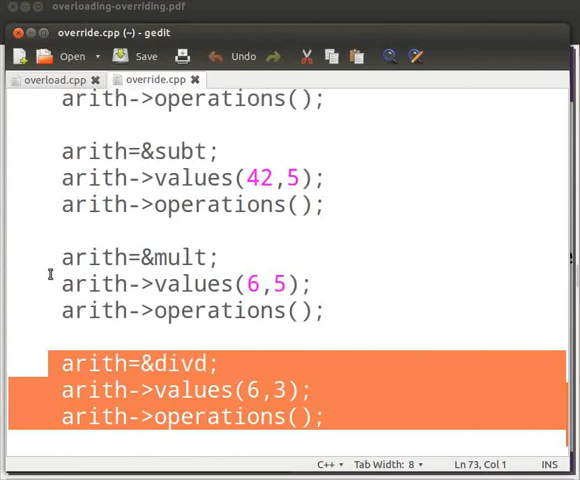 overloading-overriding.pdf
override.cpp (~) - gedit
Open Save Undo
overload.cpp override.cpp
arith->operations();
arith=&subt;
arith->values(42,5);
arith->operations();
arith=&mult;
arith->values(6,5);
arith->operations();
arith=&divd;
arith->values(6,3);
arith->operations();
C++ Tab Width: 8 Ln 73, Col 1 INS